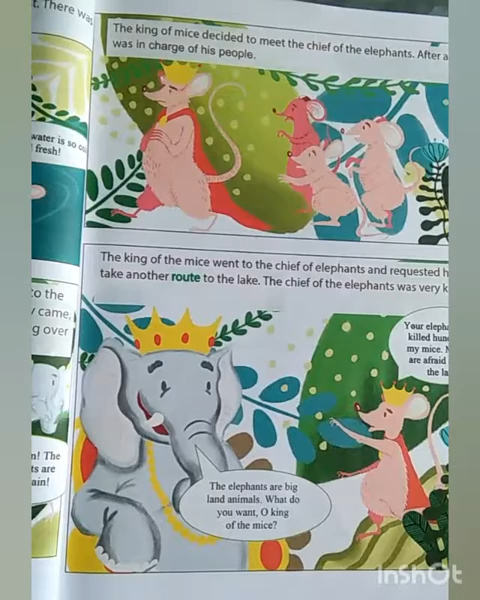 t. There was
water is so
fresh!
to the
came,
g over
n! The
ts are
ain!
The king of mice decided to meet the chief of the elephants. After a
was in charge of his people.
The king of the mice went to the chief of elephants and requested h
take another route to the lake. The chief of the elephants was very k
Your eleph
killed hun
my mice.
are afraid
the la
The elephants are big
land animals. What do
you want, O king
of the mice?
InShOt